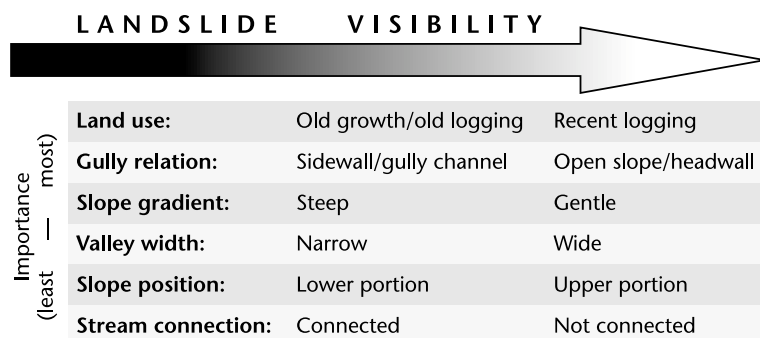 LANDSLIDE VISIBILITY
Importance
(least — most)
Land use: Old growth/old logging Recent logging
Gully relation: Sidewall/gully channel Open slope/headwall
Slope gradient: Steep Gentle
Valley width: Narrow Wide
Slope position: Lower portion Upper portion
Stream connection: Connected Not connected